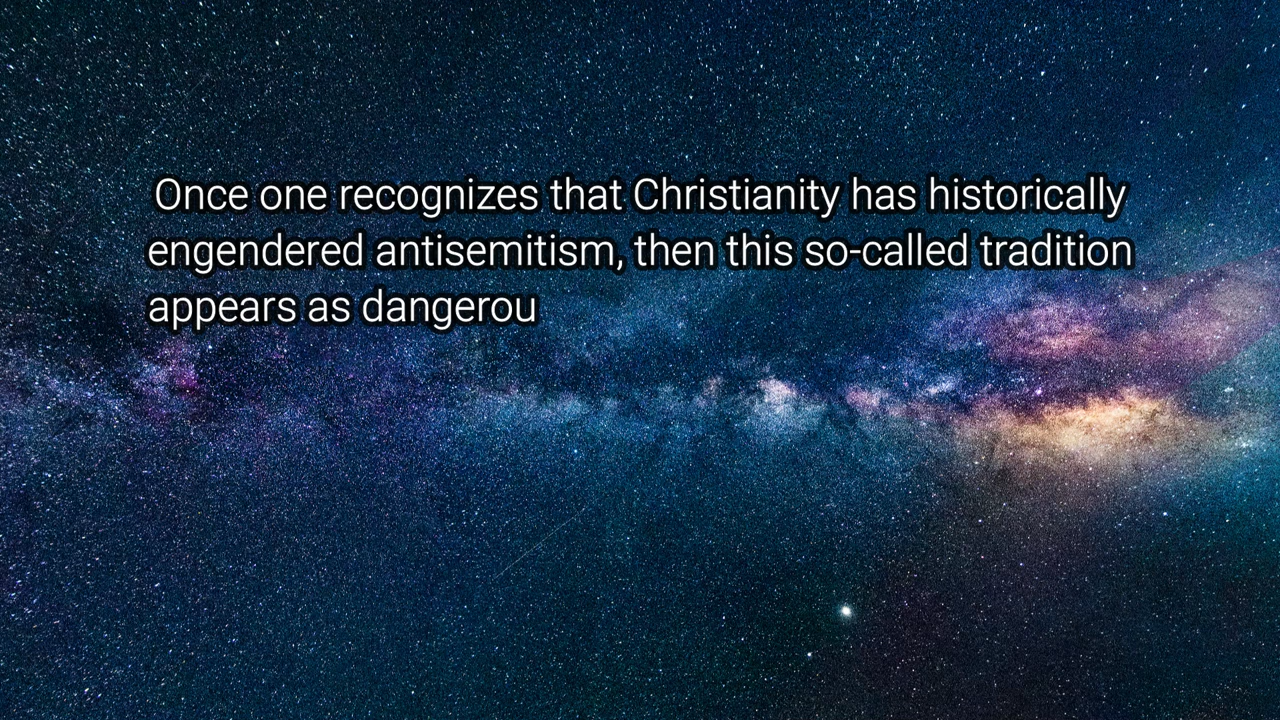 Once one recognizes that Christianity has historically
engendered antisemitism, then this so-called tradition
appears as dangerou